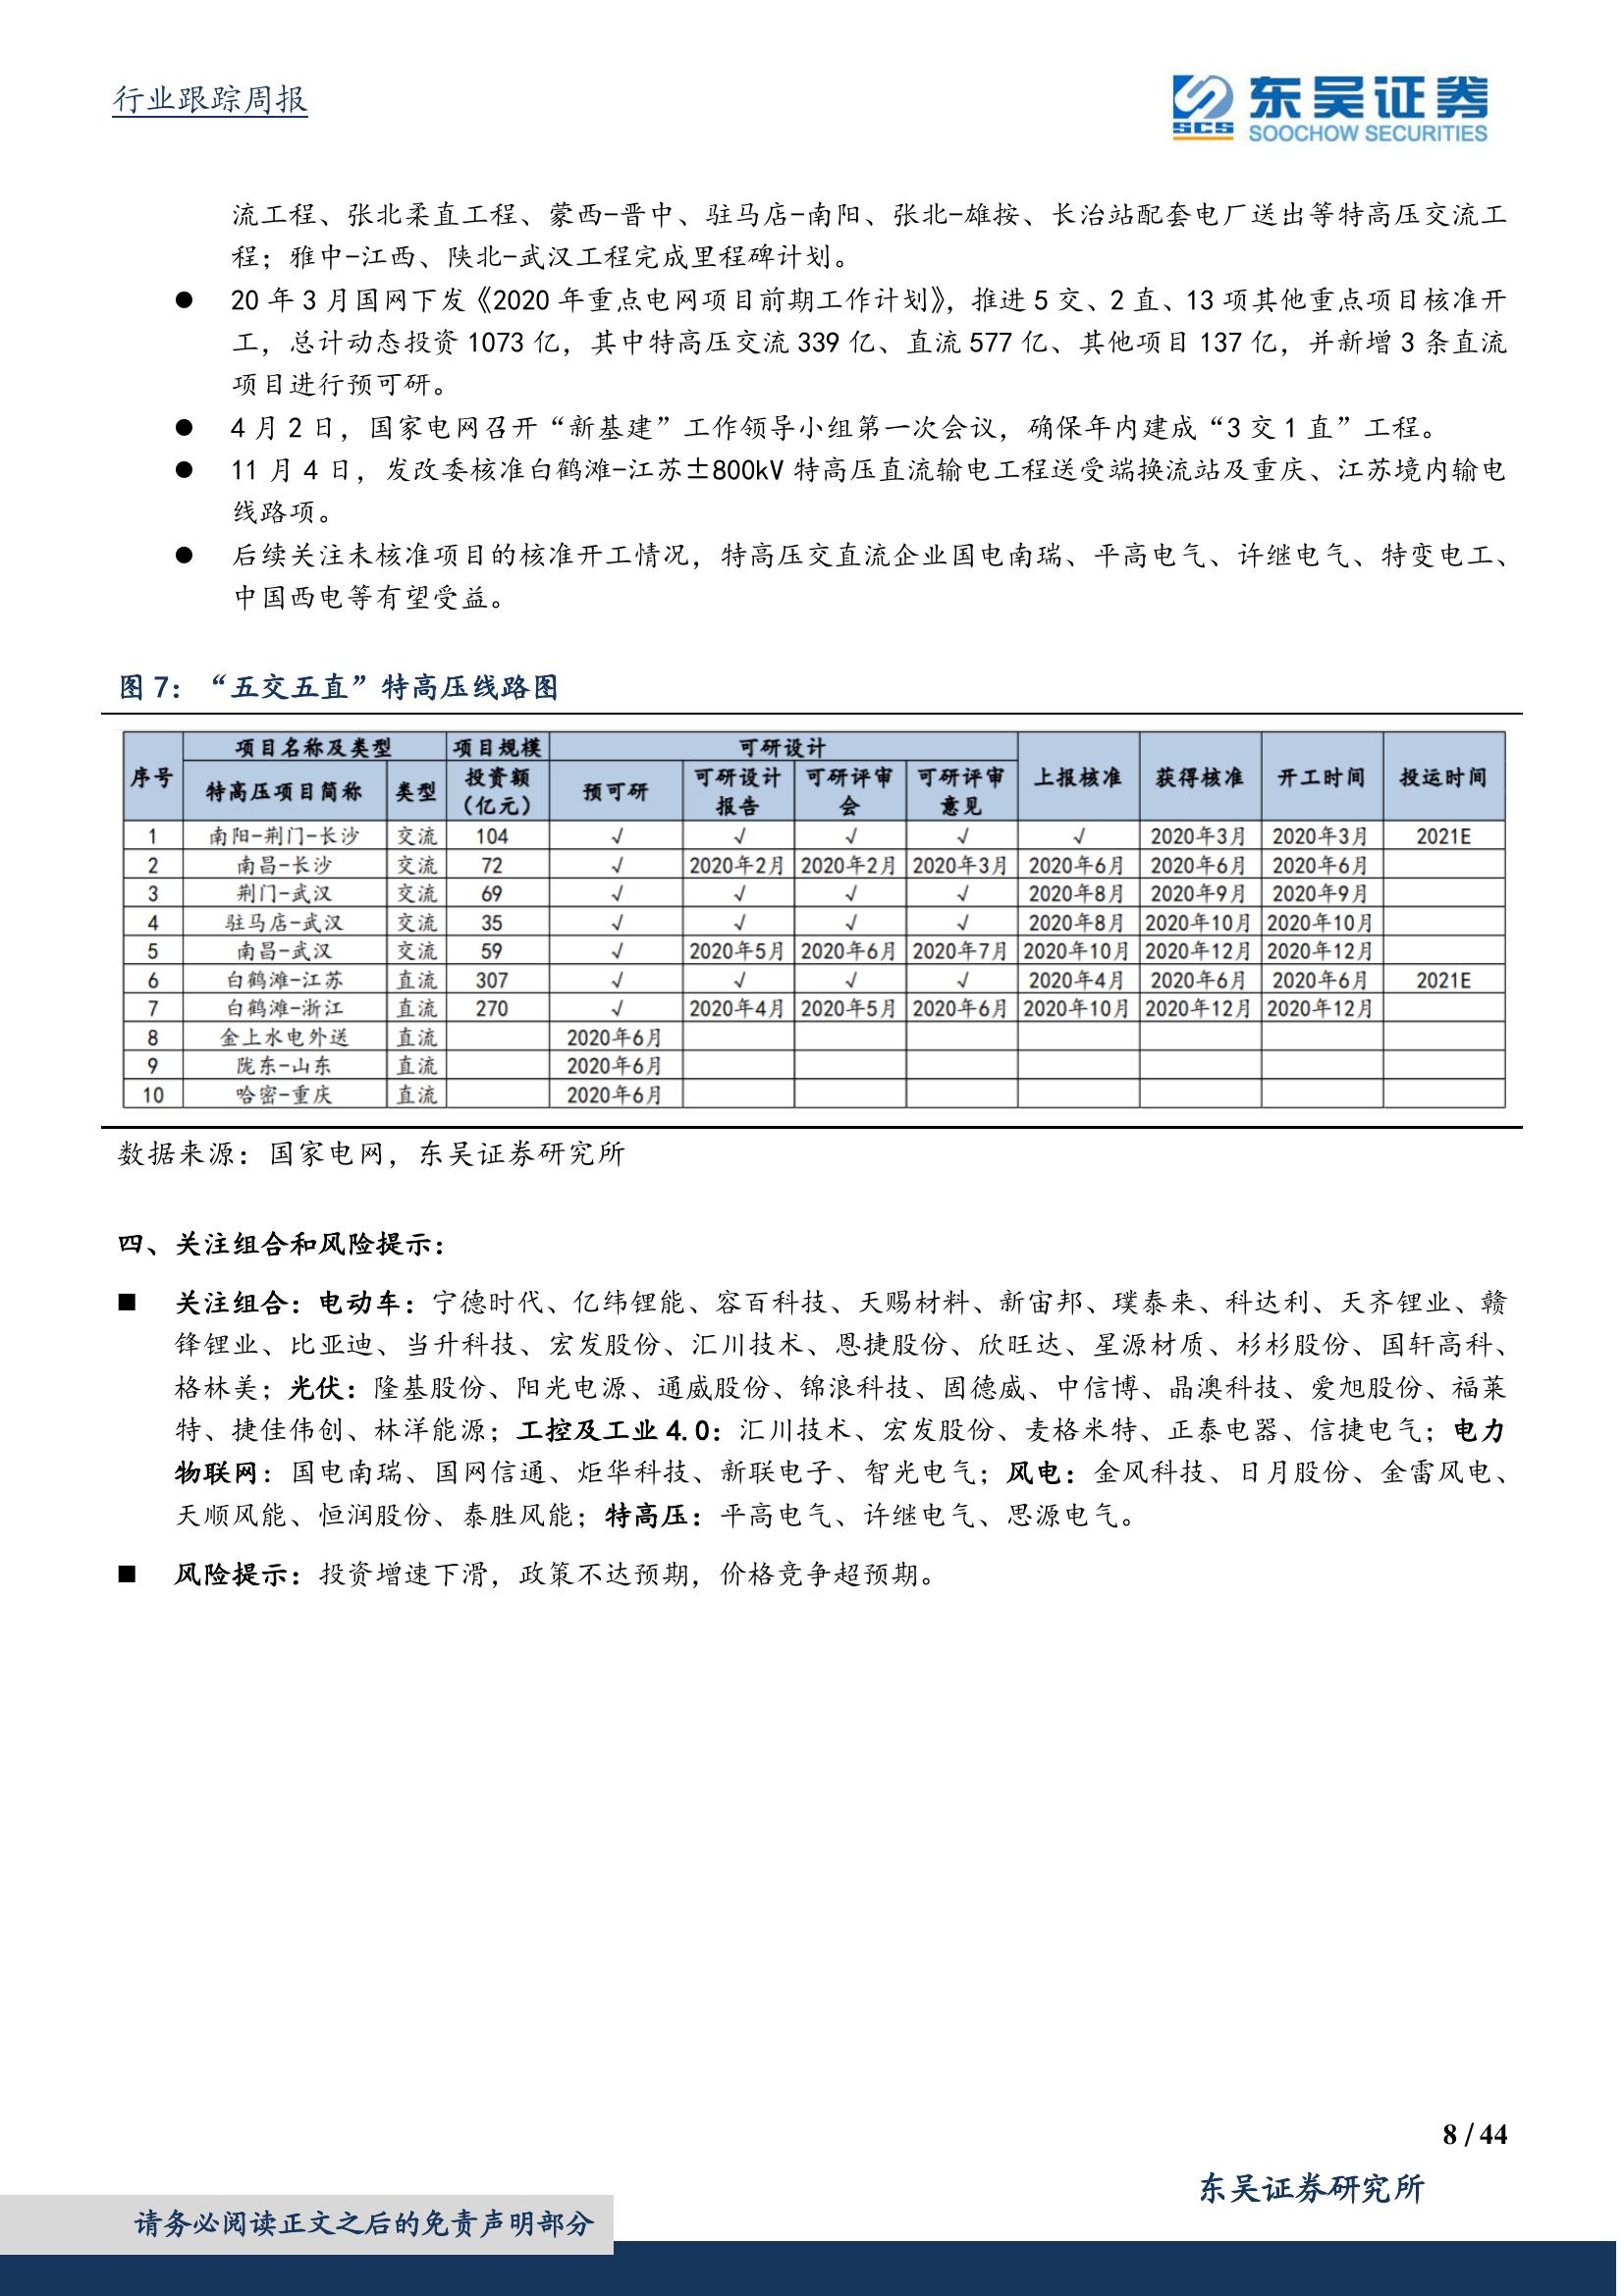 行业跟踪周报
东吴证券
SCS
SOOCHOW SECURITIES
流工程、张北柔直工程、蒙西-晋中、驻马店-南阳、张北-雄按、长治站配套电厂送出等特高压交流工
程；雅中-江西、陕北-武汉工程完成里程碑计划。
● 20 年 3 月国网下发《2020 年重点电网项目前期工作计划》，推进 5 交、2 直、13 项其他重点项目核准开
工，总计动态投资 1073 亿，其中特高压交流 339 亿、直流 577 亿、其他项目 137 亿，并新增 3 条直流
项目进行预可研。
● 4 月 2 日，国家电网召开“新基建”工作领导小组第一次会议，确保年内建成“3 交 1 直”工程。
● 11 月 4 日，发改委核准白鹤滩-江苏±800kV 特高压直流输电工程送受端换流站及重庆、江苏境内输电
线路项。
● 后续关注未核准项目的核准开工情况，特高压交直流企业国电南瑞、平高电气、许继电气、特变电工、
中国西电等有望受益。
图 7：“五交五直”特高压线路图
序号 项目名称及类型 项目规模 可研设计 上报核准 获得核准 开工时间 投运时间
特高压项目简称 类型 投资额（亿元） 预可研 可研设计报告 可研评审会 可研评审意见
1 南阳-荆门-长沙 交流 104 √ √ √ √ √ 2020年3月 2020年3月 2021E
2 南昌-长沙 交流 72 √ 2020年2月 2020年2月 2020年3月 2020年6月 2020年6月 2020年6月
3 荆门-武汉 交流 69 √ √ √ √ 2020年8月 2020年9月 2020年9月
4 驻马店-武汉 交流 35 √ √ √ √ 2020年8月 2020年10月 2020年10月
5 南昌-武汉 交流 59 √ 2020年5月 2020年6月 2020年7月 2020年10月 2020年12月 2020年12月
6 白鹤滩-江苏 直流 307 √ √ √ √ 2020年4月 2020年6月 2020年6月 2021E
7 白鹤滩-浙江 直流 270 √ 2020年4月 2020年5月 2020年6月 2020年10月 2020年12月 2020年12月
8 金上水电外送 直流 2020年6月
9 陇东-山东 直流 2020年6月
10 哈密-重庆 直流 2020年6月
数据来源：国家电网，东吴证券研究所
四、关注组合和风险提示：
■ 关注组合：电动车：宁德时代、亿纬锂能、容百科技、天赐材料、新宙邦、璞泰来、科达利、天齐锂业、赣
锋锂业、比亚迪、当升科技、宏发股份、汇川技术、恩捷股份、欣旺达、星源材质、杉杉股份、国轩高科、
格林美；光伏：隆基股份、阳光电源、通威股份、锦浪科技、固德威、中信博、晶澳科技、爱旭股份、福莱
特、捷佳伟创、林洋能源；工控及工业 4.0：汇川技术、宏发股份、麦格米特、正泰电器、信捷电气；电力
物联网：国电南瑞、国网信通、炬华科技、新联电子、智光电气；风电：金风科技、日月股份、金雷风电、
天顺风能、恒润股份、泰胜风能；特高压：平高电气、许继电气、思源电气。
■ 风险提示：投资增速下滑，政策不达预期，价格竞争超预期。
8 / 44
东吴证券研究所
请务必阅读正文之后的免责声明部分